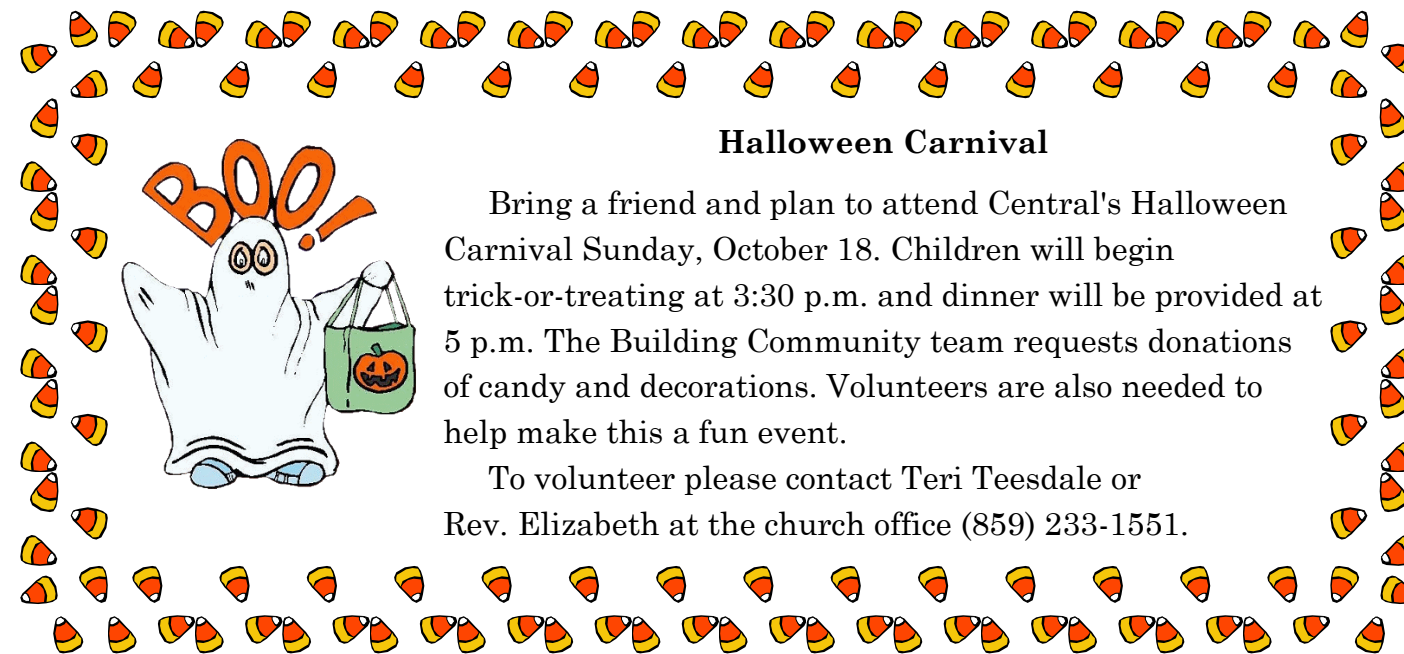 BOO!
Halloween Carnival
Bring a friend and plan to attend Central's Halloween
Carnival Sunday, October 18. Children will begin
trick-or-treating at 3:30 p.m. and dinner will be provided at
5 p.m. The Building Community team requests donations
of candy and decorations. Volunteers are also needed to
help make this a fun event.
To volunteer please contact Teri Teesdale or
Rev. Elizabeth at the church office (859) 233-1551.